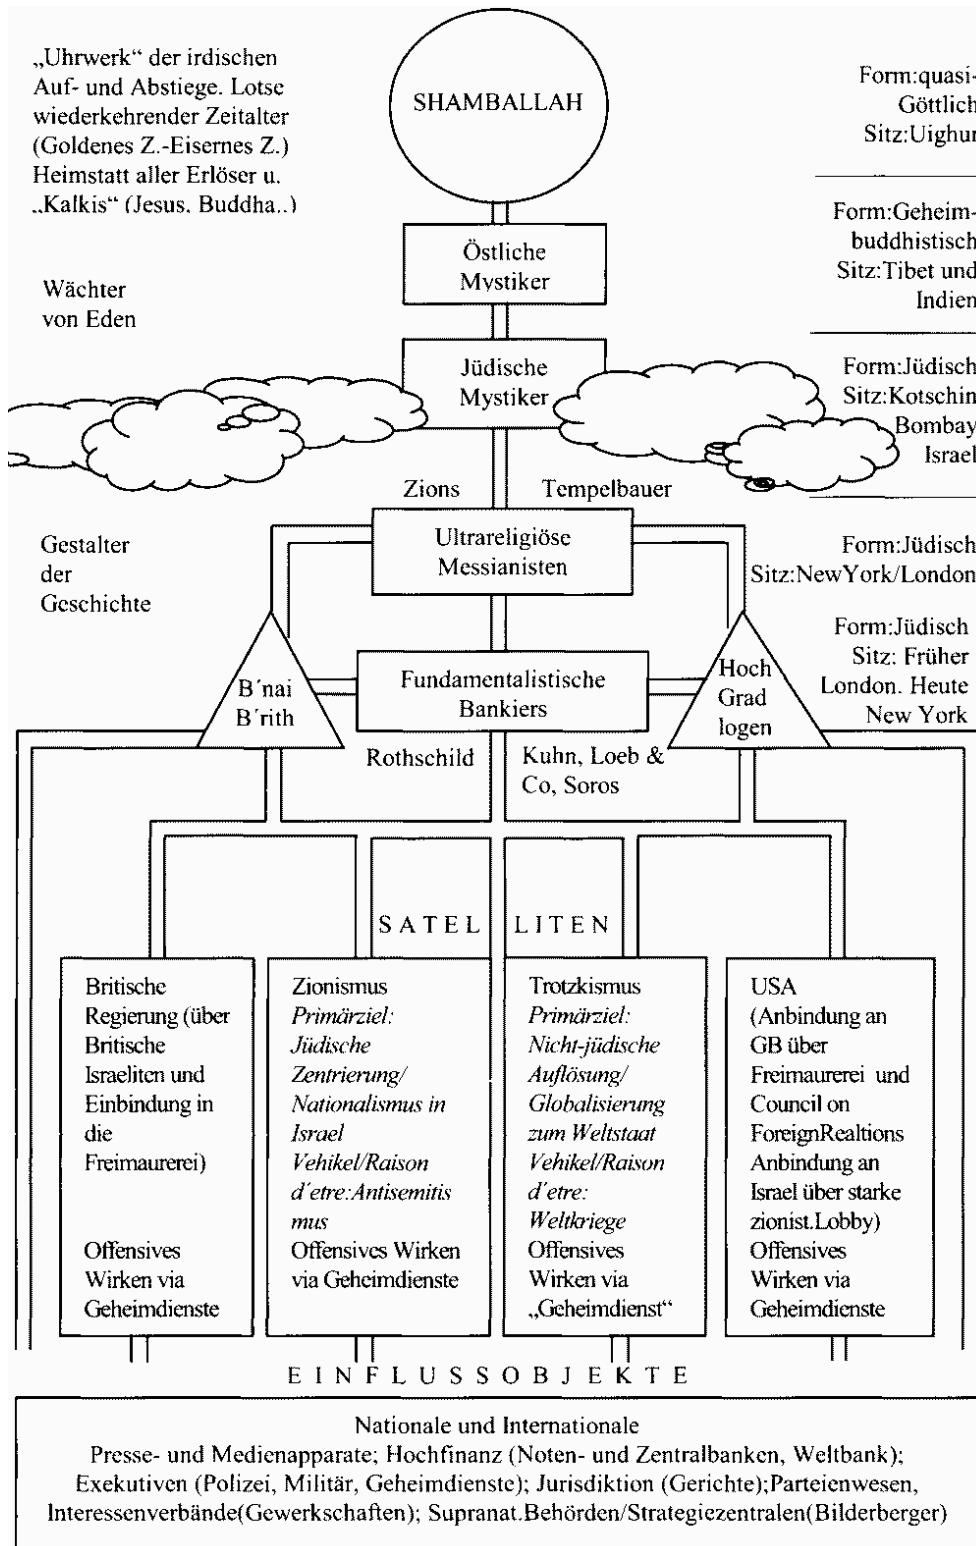 „Uhrwerk“ der irdischen
Auf- und Abstiege. Lotse
wiederkehrender Zeitalter
(Goldenes Z.-Eisernes Z.)
Heimstatt aller Erlöser u.
„Kalkis“ (Jesus, Buddha..)
SHAMBALLAH
Form:quasi-
Göttlich
Sitz:Uighur
Östliche
Mystiker
Form:Geheim-
buddhistisch
Sitz:Tibet und
Indien
Wächter
von Eden
Jüdische
Mystiker
Form:Jüdisch
Sitz:Kotschin
Bombay
Israel
Zions Tempelbauer
Gestalter
der
Geschichte
Ultrareligiöse
Messianisten
Form:Jüdisch
Sitz:NewYork/London
B´nai
B´rith
Fundamentalistische
Bankiers
Hoch
Grad
logen
Form:Jüdisch
Sitz: Früher
London. Heute
New York
Rothschild
Kuhn, Loeb &
Co, Soros
SATEL LITEN
Britische
Regierung (über
Britische
Israeliten und
Einbindung in
die
Freimaurerei)
Offensives
Wirken via
Geheimdienste
Zionismus
Primärziel:
Jüdische
Zentrierung/
Nationalismus in
Israel
Vehikel/Raison
d´etre:Antisemitis
mus
Offensives Wirken
via Geheimdienste
Trotzkismus
Primärziel:
Nicht-jüdische
Auflösung/
Globalisierung
zum Weltstaat
Vehikel/Raison
d´etre:
Weltkriege
Offensives
Wirken via
„Geheimdienst“
USA
(Anbindung an
GB über
Freimaurerei und
Council on
ForeignRealtions
Anbindung an
Israel über starke
zionist.Lobby)
Offensives
Wirken via
Geheimdienste
EINFLUSSOBJEKTE
Nationale und Internationale
Presse- und Medienapparate; Hochfinanz (Noten- und Zentralbanken, Weltbank);
Exekutiven (Polizei, Militär, Geheimdienste); Jurisdiktion (Gerichte);Parteienwesen,
Interessenverbände(Gewerkschaften); Supranat.Behörden/Strategiezentralen(Bilderberger)